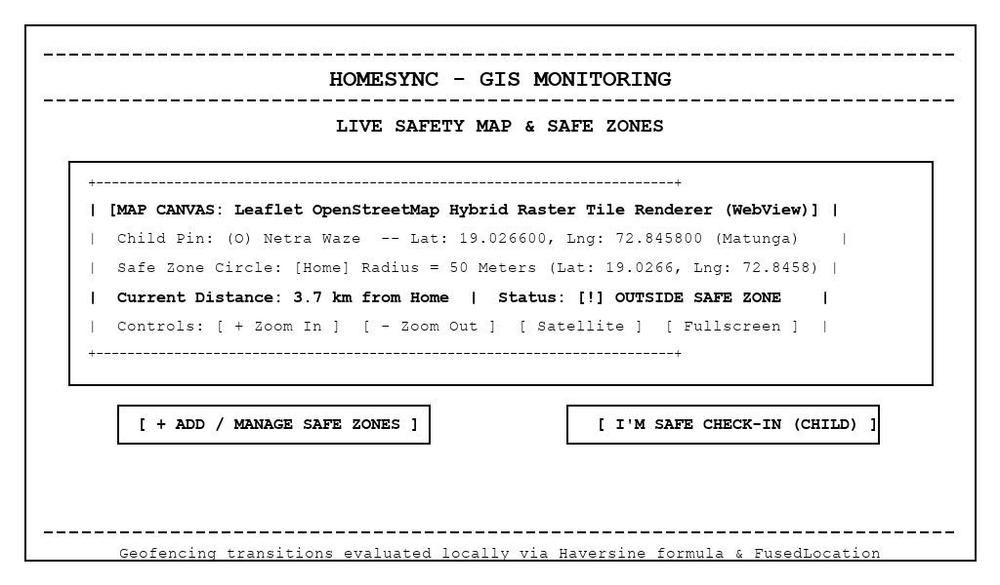 HOMESYNC - GIS MONITORING
LIVE SAFETY MAP & SAFE ZONES
+--------------------------------------------------------------------------+
| [MAP CANVAS: Leaflet OpenStreetMap Hybrid Raster Tile Renderer (WebView)] |
|  Child Pin: (O) Netra Waze  -- Lat: 19.026600, Lng: 72.845800 (Matunga)    |
|  Safe Zone Circle: [Home] Radius = 50 Meters (Lat: 19.0266, Lng: 72.8458) |
|  Current Distance: 3.7 km from Home  |  Status: [!] OUTSIDE SAFE ZONE    |
|  Controls: [ + Zoom In ]  [ - Zoom Out ]  [ Satellite ]  [ Fullscreen ]  |
+--------------------------------------------------------------------------+
[ + ADD / MANAGE SAFE ZONES ]
[ I'M SAFE CHECK-IN (CHILD) ]
Geofencing transitions evaluated locally via Haversine formula & FusedLocation